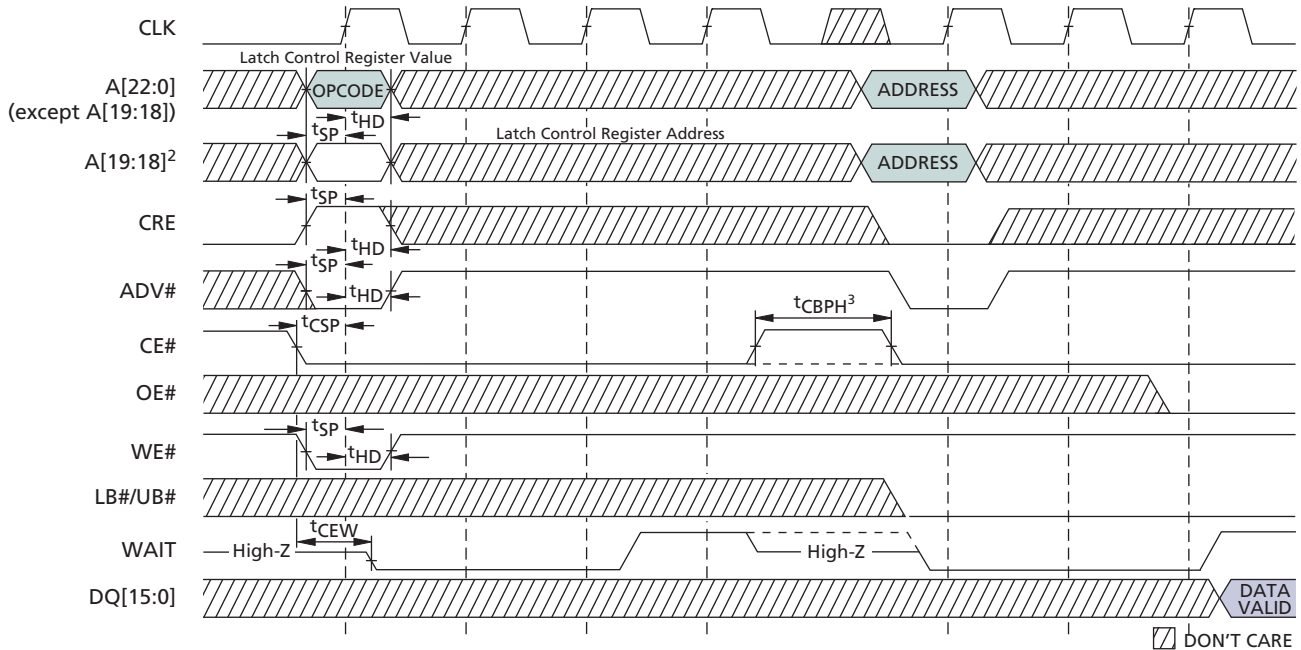 CLK
Latch Control Register Value
A[22:0]
(except A[19:18])
OPCODE
ADDRESS
tSP
tHD
Latch Control Register Address
A[19:18]2
ADDRESS
tSP
CRE
tHD
tSP
ADV#
tHD
tCBPH3
tCSP
CE#
OE#
tSP
WE#
tHD
LB#/UB#
tCEW
WAIT
High-Z
High-Z
DQ[15:0]
DATA
VALID
DON'T CARE